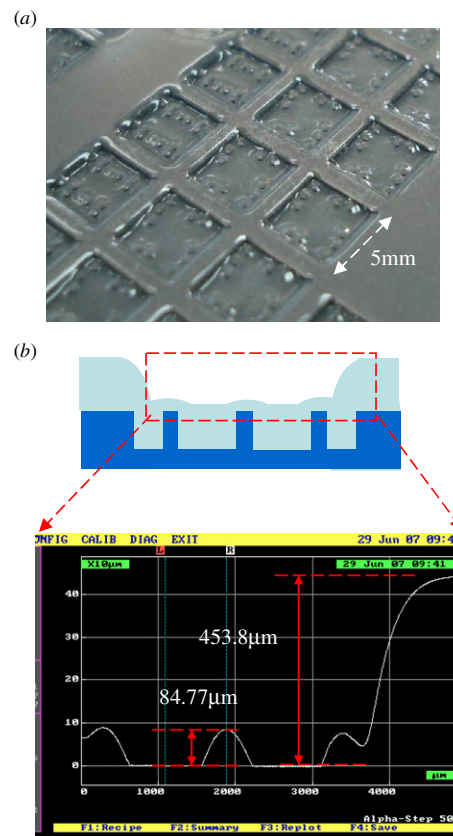 (a)
5mm
(b)
ONFIG CALIB DIAG EXIT 29 Jun 07 09:4
L R
X10µm 29 Jun 07 09:41
40
30
453.8µm
20
84.77µm
10
0
0 1000 2000 3000 4000
µm
Alpha-Step 50
F1:Recipe F2:Summary F3:Replot F4:Save